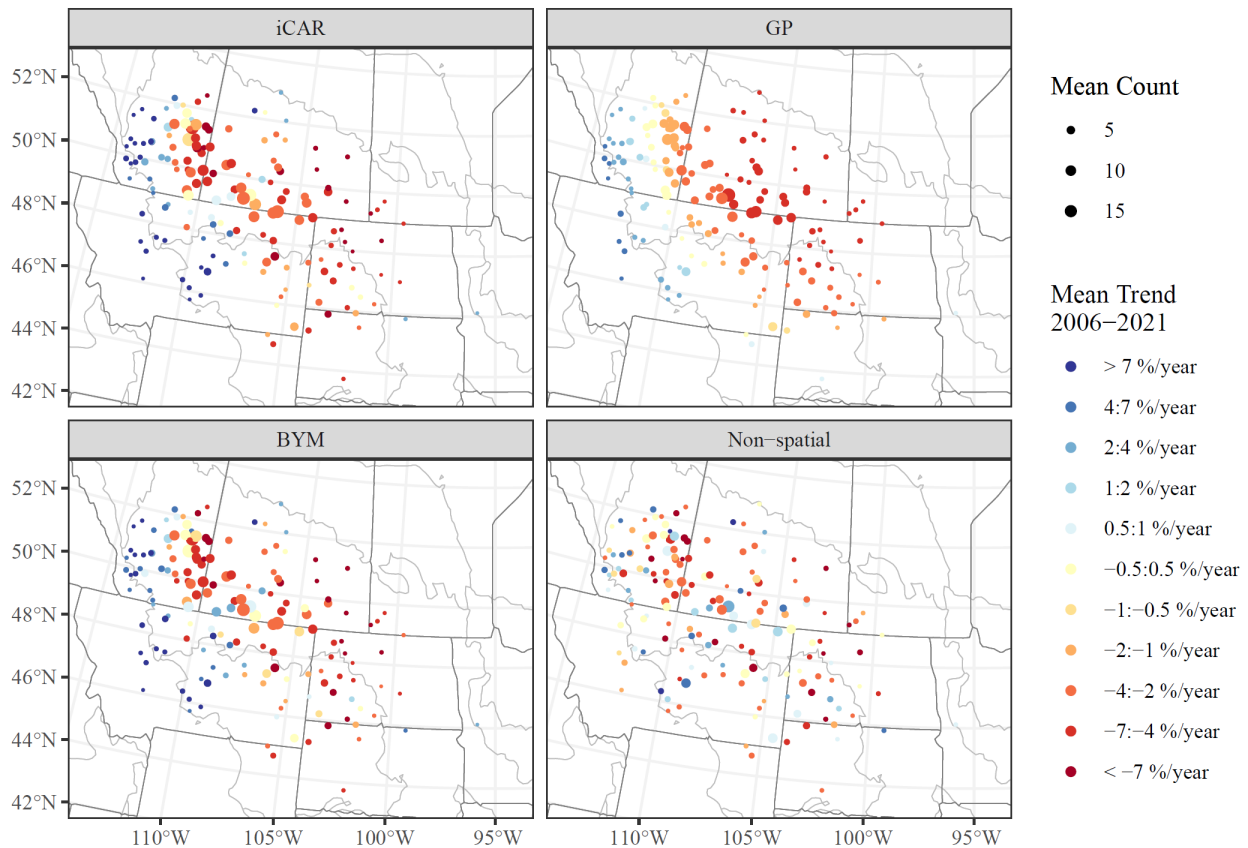 iCAR
GP
52°N
50°N
48°N
46°N
44°N
42°N
BYM
Non−spatial
52°N
50°N
48°N
46°N
44°N
42°N
110°W
105°W
100°W
95°W
110°W
105°W
100°W
95°W
Mean Count
5
10
15
Mean Trend
2006−2021
> 7 %/year
4:7 %/year
2:4 %/year
1:2 %/year
0.5:1 %/year
−0.5:0.5 %/year
−1:−0.5 %/year
−2:−1 %/year
−4:−2 %/year
−7:−4 %/year
< −7 %/year